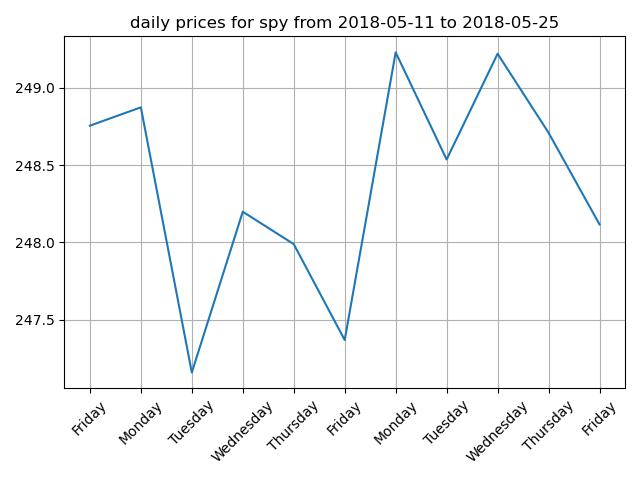 daily prices for spy from 2018-05-11 to 2018-05-25
249.0
248.5
248.0
247.5
Friday
Monday
Tuesday
Wednesday
Thursday
Friday
Monday
Tuesday
Wednesday
Thursday
Friday